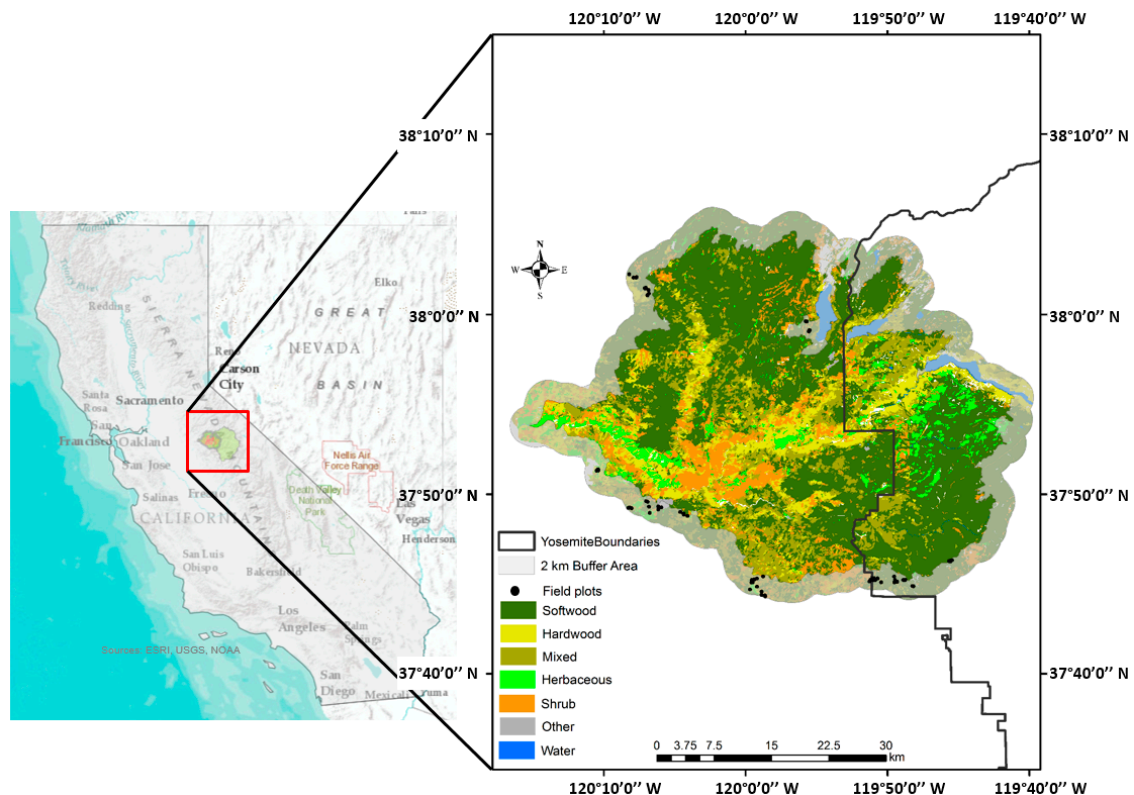 120°10'0'' W 120°0'0'' W 119°50'0'' W 119°40'0'' W
38°10'0'' N 38°10'0'' N
38°0'0'' N 38°0'0'' N
37°50'0'' N 37°50'0'' N
37°40'0'' N 37°40'0'' N
120°10'0'' W 120°0'0'' W 119°50'0'' W 119°40'0'' W
N
W E
S
YosemiteBoundaries
2 km Buffer Area
Field plots
Softwood
Hardwood
Mixed
Herbaceous
Shrub
Other
Water
0 3.75 7.5 15 22.5 30
km
Redding
Elko
GREAT
NEVADA
BASIN
SIERRA NE
Reno
Carson
City
Santa
Rosa
Sacramento
San
Francisco
Oakland
San Jose
Salinas
Fresno
CALIFORNIA
Nellis Air
Force Range
Death Valley
National
Park
Las
Vegas
Henderson
San Luis
Obispo
Bakersfield
Los
Angeles
Palm
Springs
Sources: ESRI, USGS, NOAA
San
Diego
Mexicali
Yuma